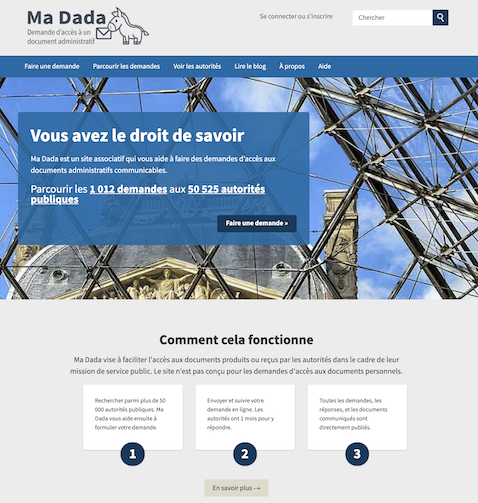 Ma Dada
Demande d'accès à un
document administratif
Se connecter ou s'inscrire
Chercher
Faire une demande
Parcourir les demandes
Voir les autorités
Lire le blog
À propos
Aide
Vous avez le droit de savoir
Ma Dada est un site associatif qui vous aide à faire des demandes d'accès aux
documents administratifs communicables.
Parcourir les 1 012 demandes aux 50 525 autorités
publiques
Faire une demande »
Comment cela fonctionne
Ma Dada vise à faciliter l'accès aux documents produits ou reçus par les autorités dans le cadre de leur
mission de service public. Le site n'est pas conçu pour les demandes d'accès aux documents personnels.
Rechercher parmi plus de 50
000 autorités publiques. Ma
Dada vous aide ensuite à
formuler votre demande.
1
Envoyer et suivre votre
demande en ligne. Les
autorités ont 1 mois pour y
répondre.
2
Toutes les demandes, les
réponses, et les documents
communiqués sont
directement publiés.
3
En savoir plus →